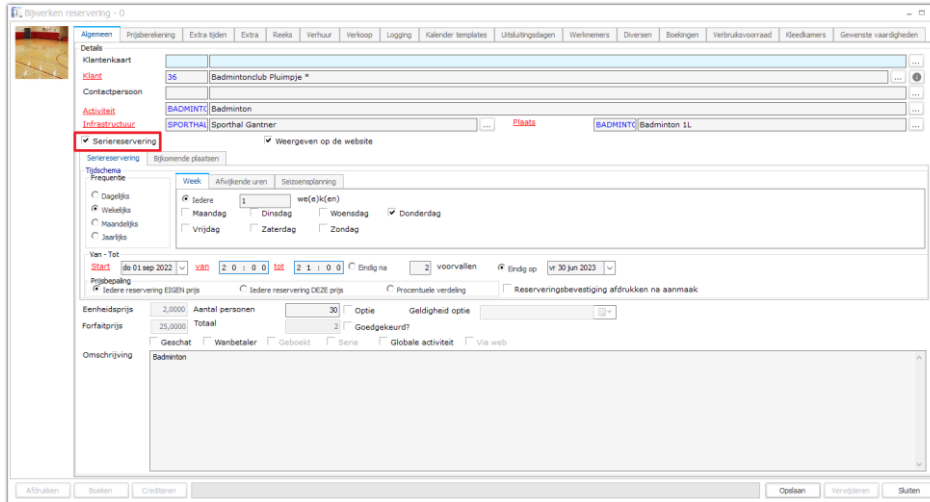 Bijwerken reservering - 0
Algemeen Prijsberekening Extra tijden Extra Reeks Verhuur Verkoop Logging Kalender templates Uitsluitingsdagen Werknemers Diversen Boekingen Verbruiksvoorraad Kleedkamers Gewenste vaardigheden
Details
Klantenkaart ...
Klant 36 Badmintonclub Pluimpje * ...
Contactpersoon ...
Activiteit BADMINTC Badminton ...
Infrastructuur SPORTHAL Sporthal Gantner ... Plaats BADMINTC Badminton 1L ...
Seriereservering Weergeven op de website
Seriereservering Bijkomende plaatsen
Tijdschema
Frequentie
Week Afwijkende uren Seizoensplanning
Dagelijks
Wekelijks
Maandelijks
Jaarlijks
Iedere 1 we(e)k(en)
Maandag Dinsdag Woensdag Donderdag
Vrijdag Zaterdag Zondag
Van - Tot
Start do 01 sep 2022 van 20:00 tot 21:00 Eindig na 2 voorvallen Eindig op vr 30 jun 2023
Prijsbepaling
Iedere reservering EIGEN prijs Iedere reservering DEZE prijs Procentuele verdeling Reserveringsbevestiging afdrukken na aanmaak
Eenheidsprijs 2,0000 Aantal personen 30 Optie Geldigheid optie
Forfaitprijs 25,0000 Totaal 2 Goedgekeurd?
Geschat Wanbetaler Geboekt Serie Globale activiteit Via web
Omschrijving Badminton
Afdrukken Boeken Crediteren Opslaan Verwijderen Sluiten